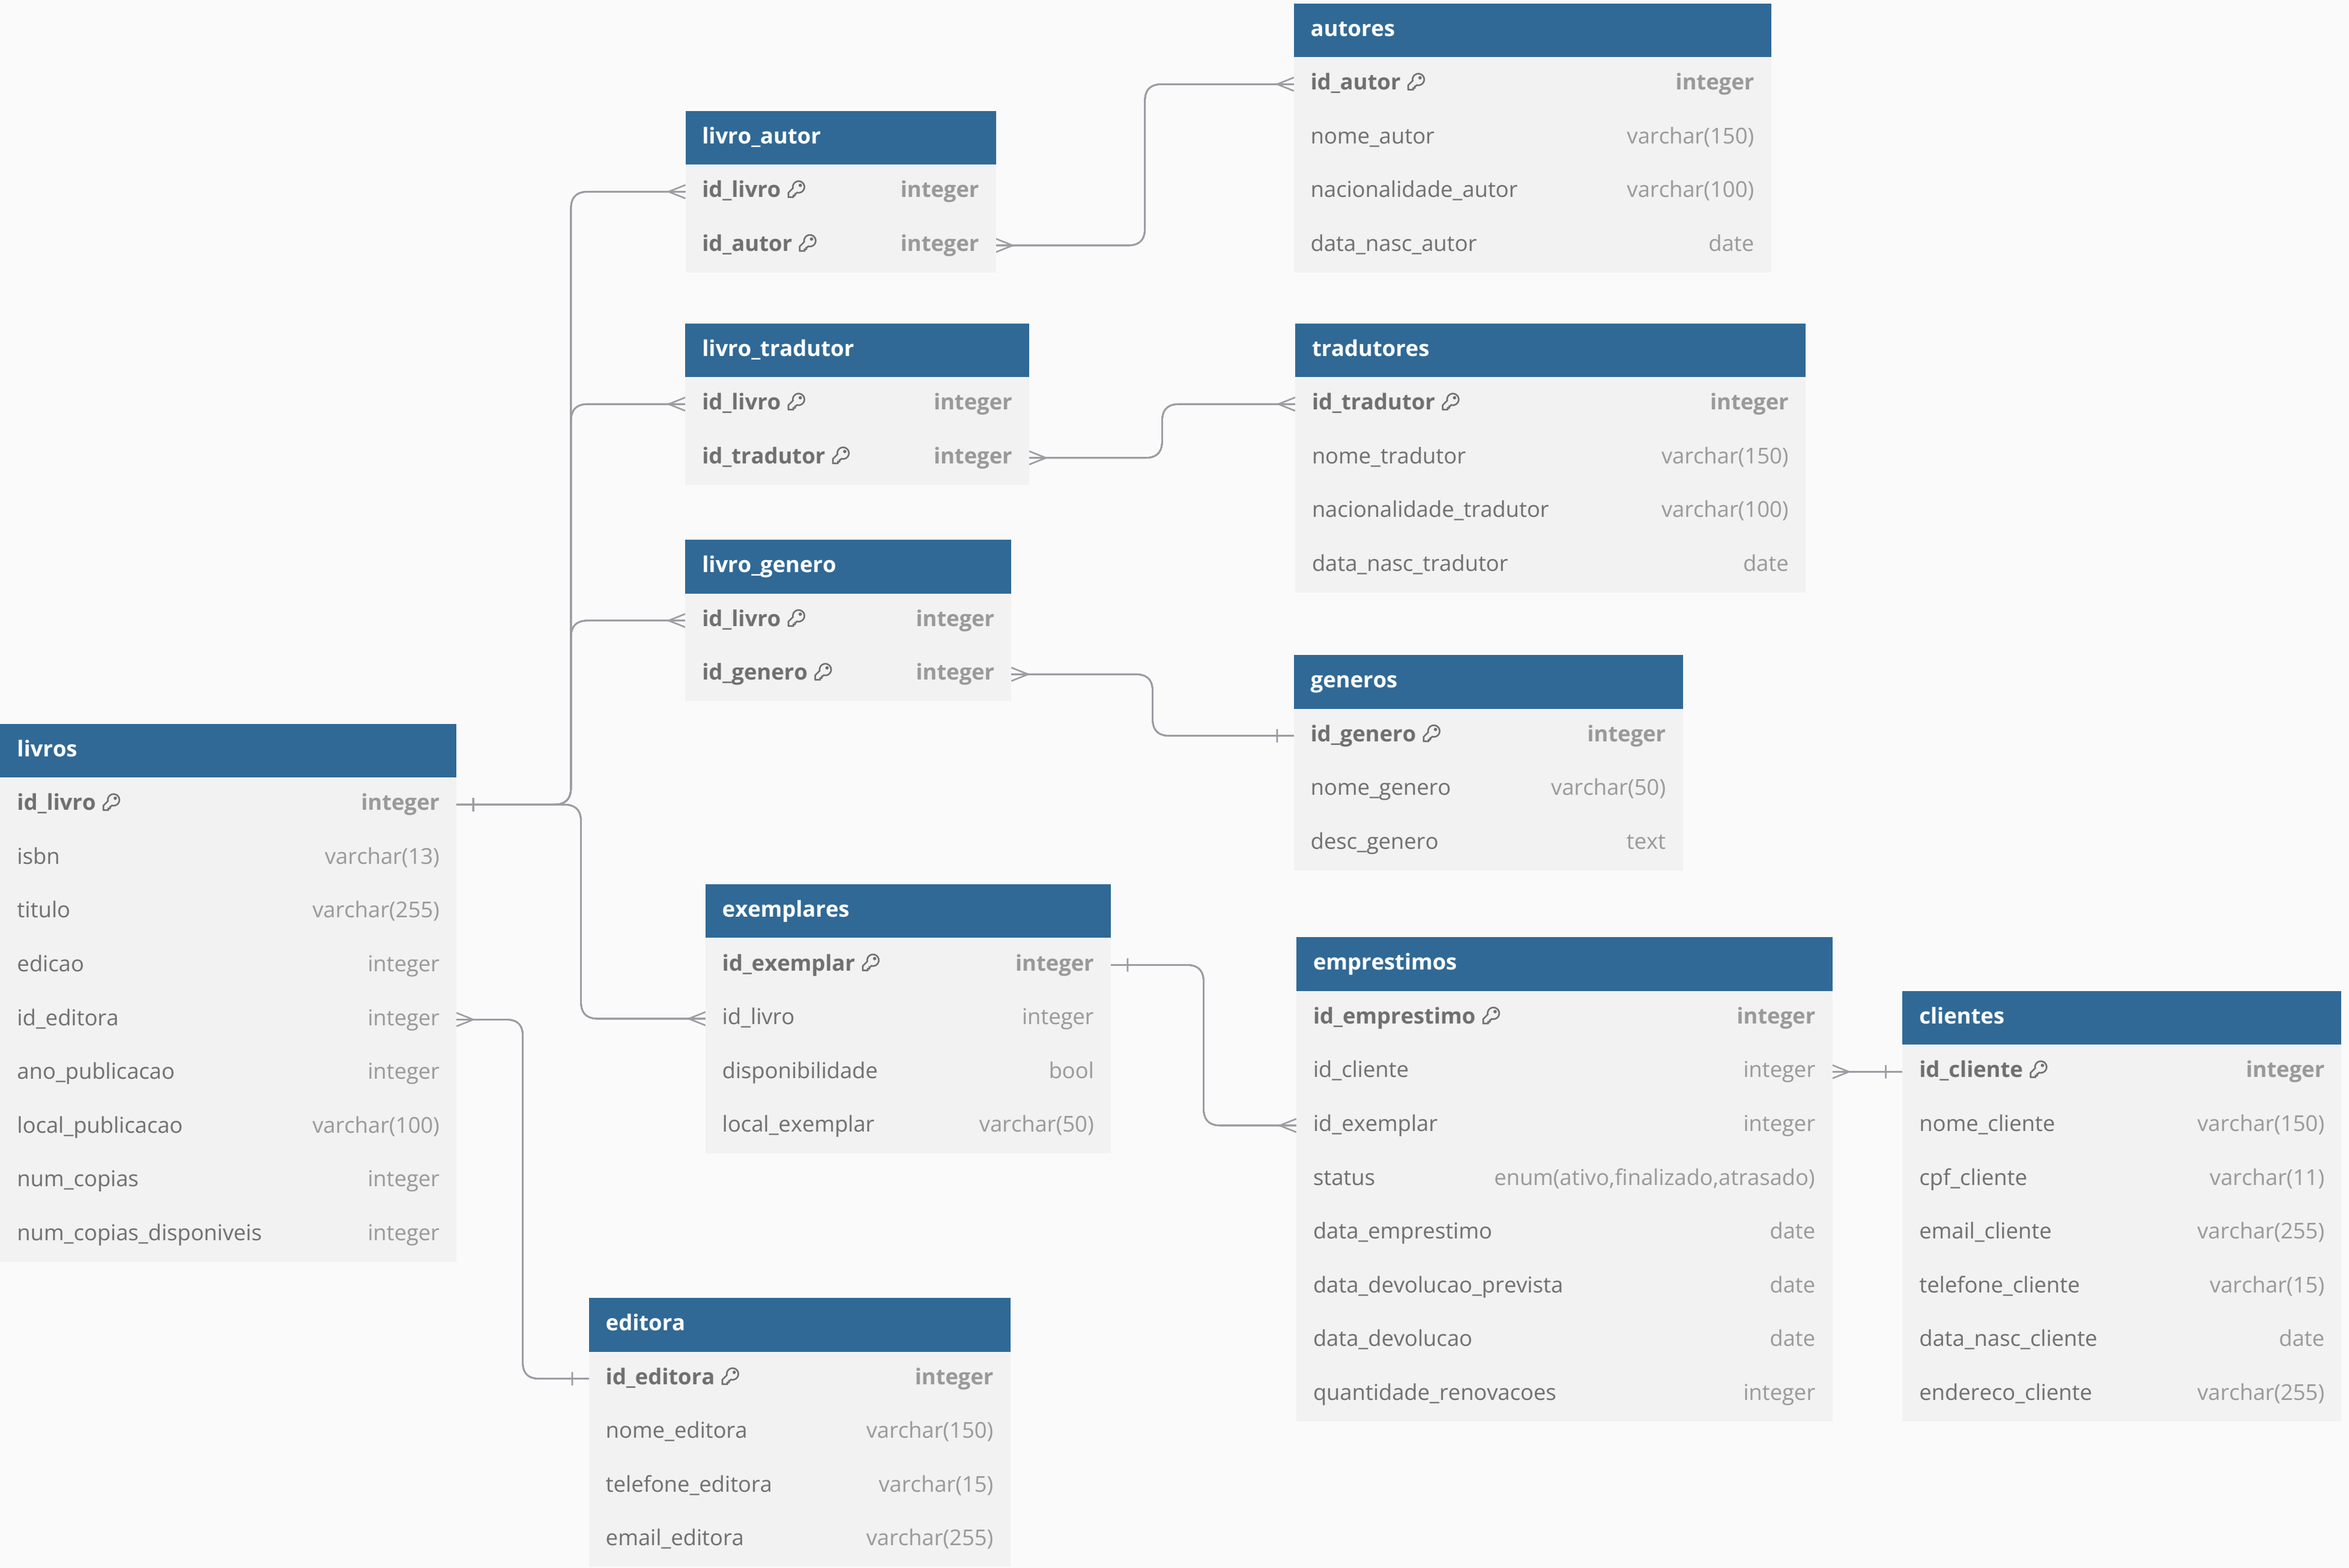 autores
id_autor integer
nome_autor varchar(150)
nacionalidade_autor varchar(100)
data_nasc_autor date
livro_autor
id_livro integer
id_autor integer
livro_tradutor
id_livro integer
id_tradutor integer
tradutores
id_tradutor integer
nome_tradutor varchar(150)
nacionalidade_tradutor varchar(100)
data_nasc_tradutor date
livro_genero
id_livro integer
id_genero integer
generos
id_genero integer
nome_genero varchar(50)
desc_genero text
livros
id_livro integer
isbn varchar(13)
titulo varchar(255)
edicao integer
id_editora integer
ano_publicacao integer
local_publicacao varchar(100)
num_copias integer
num_copias_disponiveis integer
exemplares
id_exemplar integer
id_livro integer
disponibilidade bool
local_exemplar varchar(50)
emprestimos
id_emprestimo integer
id_cliente integer
id_exemplar integer
status enum(ativo,finalizado,atrasado)
data_emprestimo date
data_devolucao_prevista date
data_devolucao date
quantidade_renovacoes integer
clientes
id_cliente integer
nome_cliente varchar(150)
cpf_cliente varchar(11)
email_cliente varchar(255)
telefone_cliente varchar(15)
data_nasc_cliente date
endereco_cliente varchar(255)
editora
id_editora integer
nome_editora varchar(150)
telefone_editora varchar(15)
email_editora varchar(255)